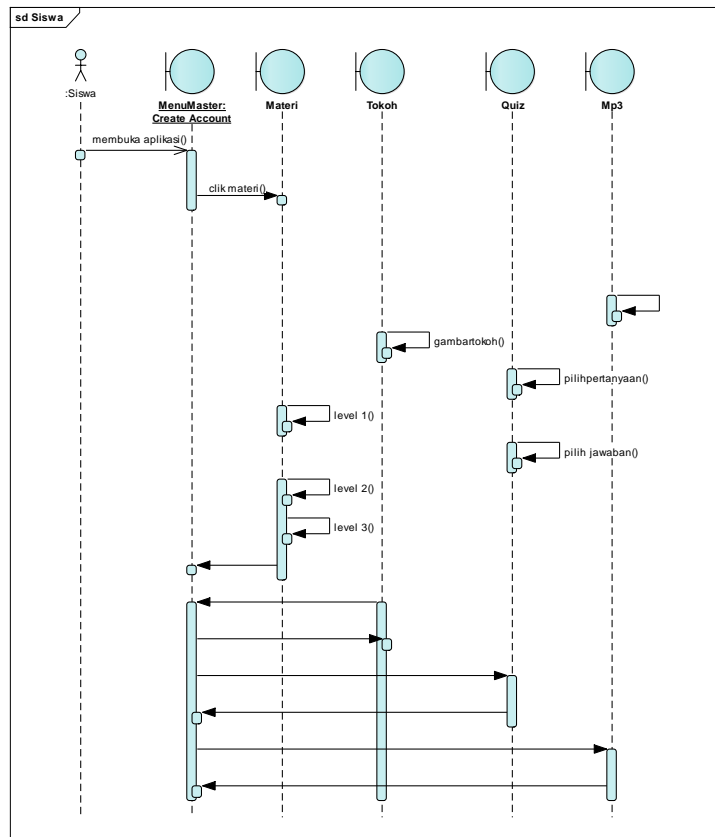 sd Siswa
:Siswa
MenuMaster:
Create Account
Materi
Tokoh
Quiz
Mp3
membuka aplikasi()
clik materi()
gambartokoh()
pilihpertanyaan()
level 1()
pilih jawaban()
level 2()
level 3()